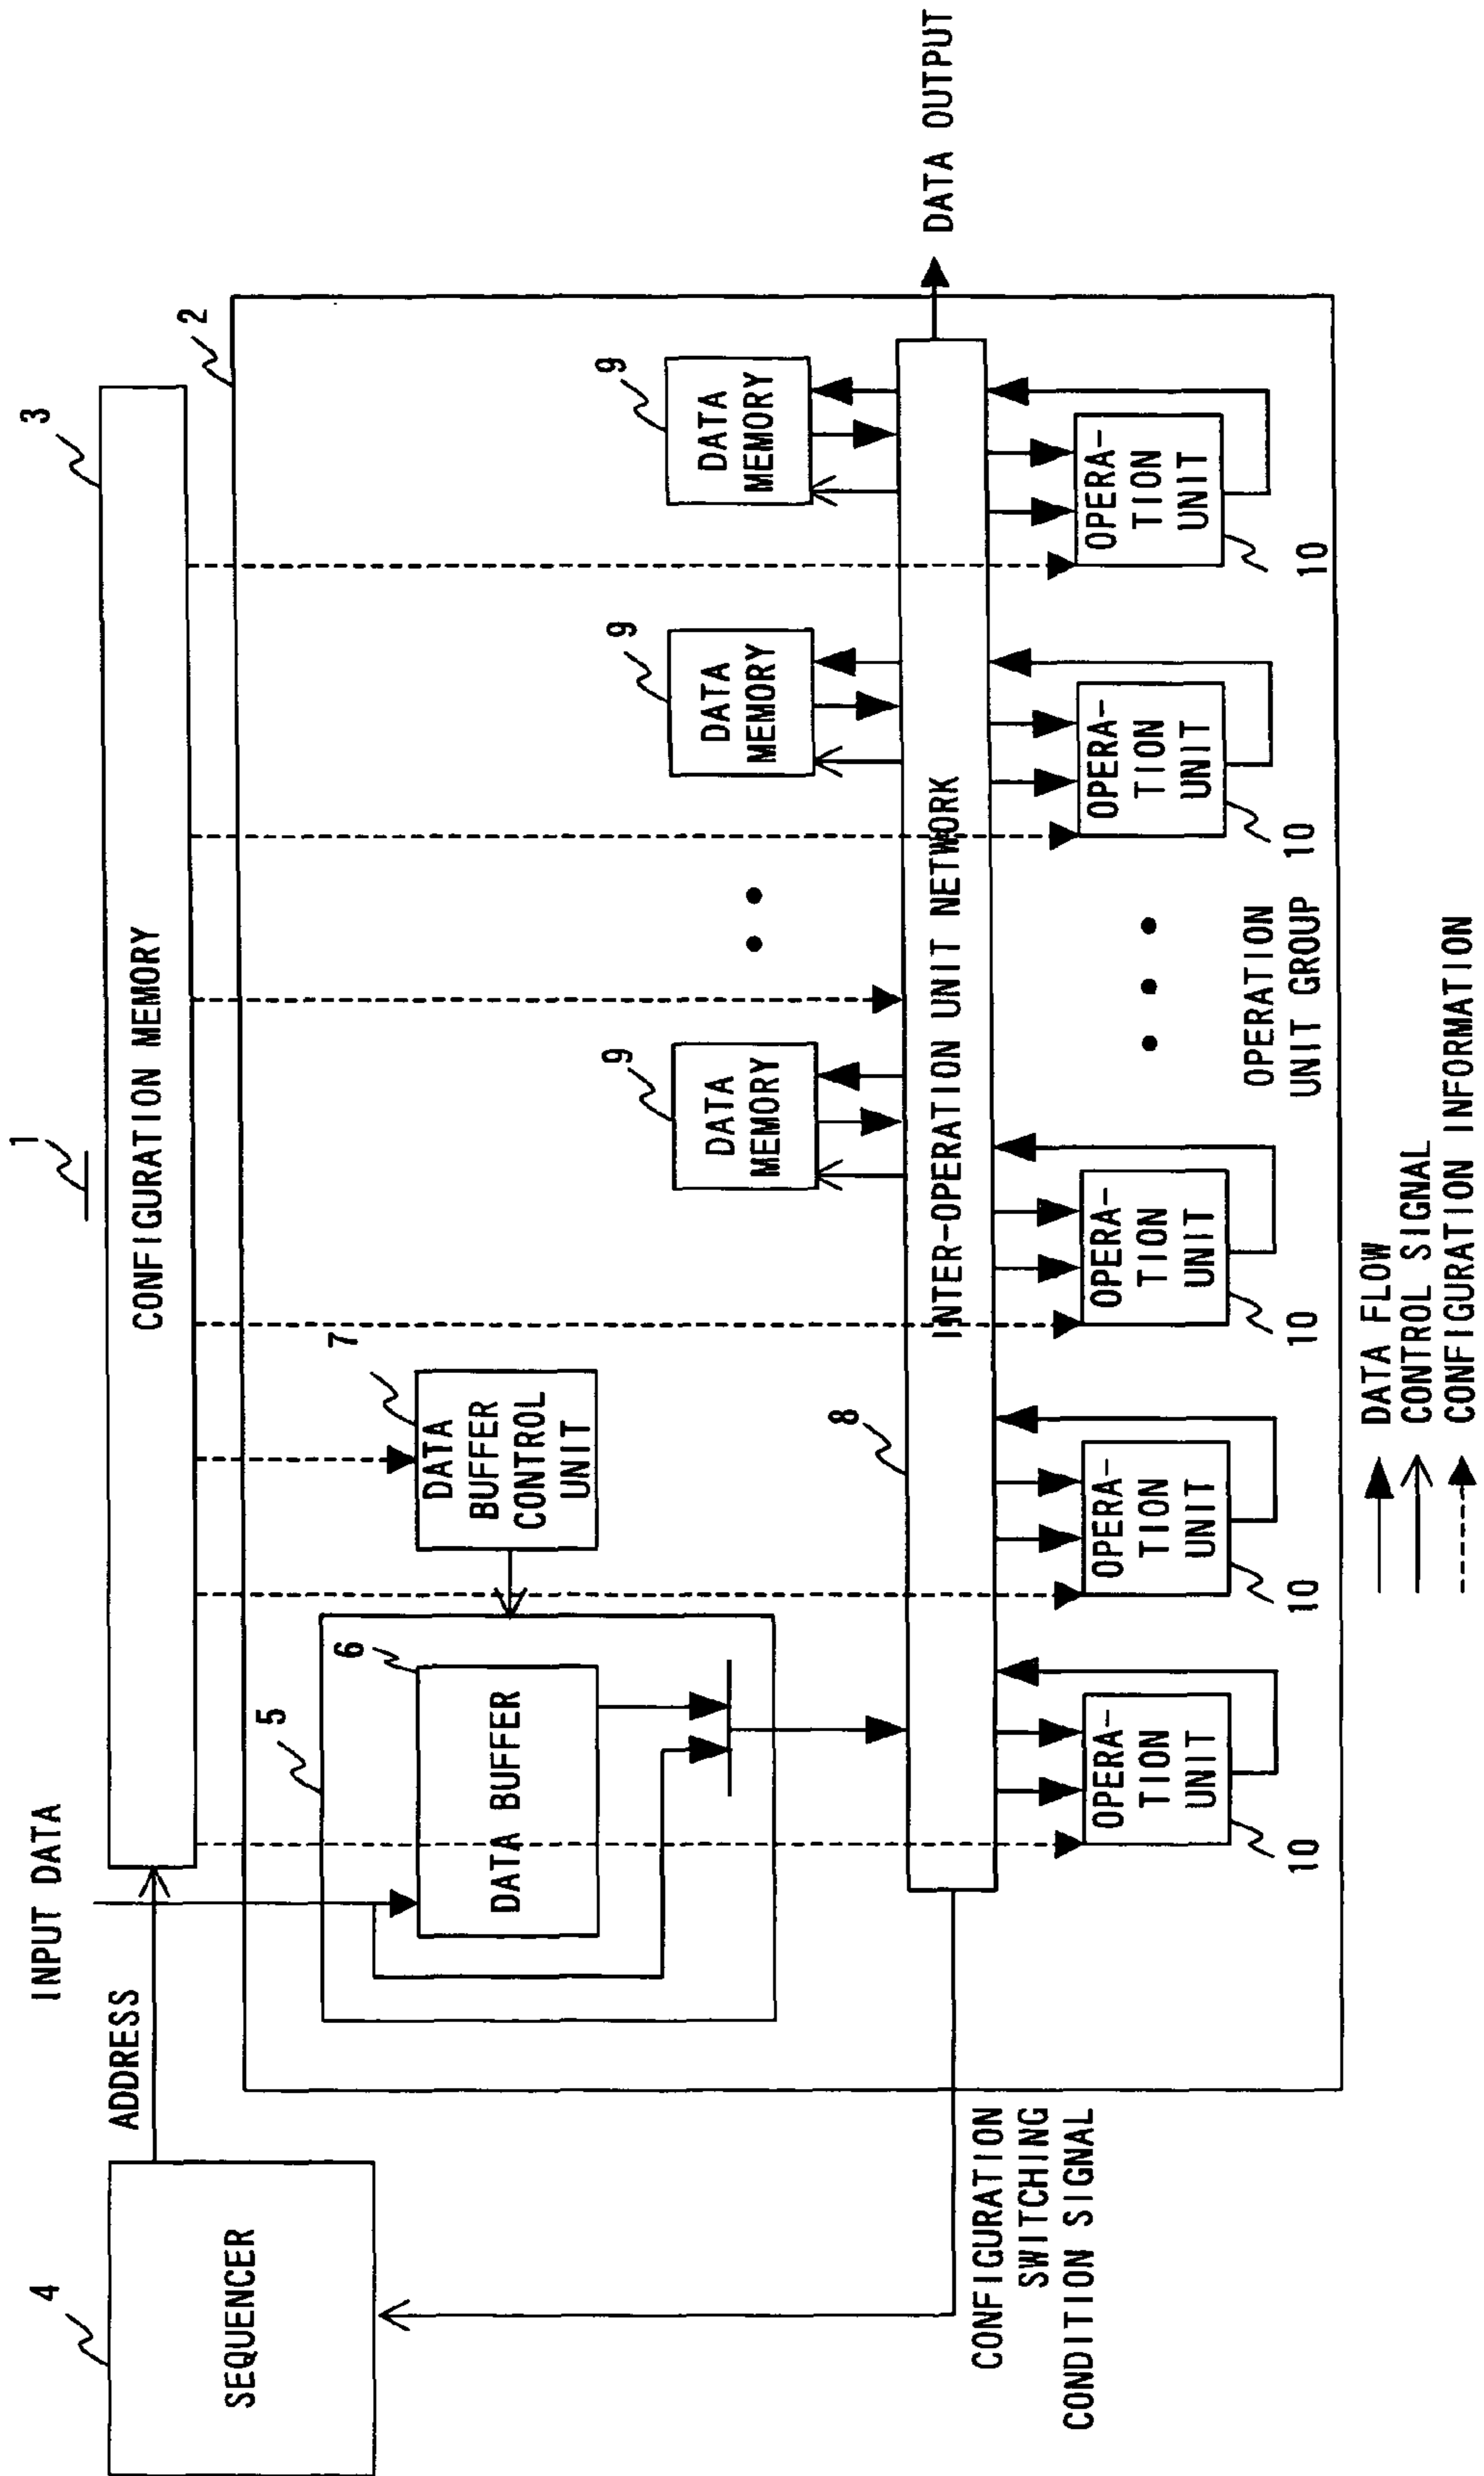 1
INPUT DATA
ADDRESS
4
SEQUENCER
CONFIGURATION MEMORY
3
2
5
6
DATA BUFFER
7
DATA
BUFFER
CONTROL
UNIT
9
DATA
MEMORY
9
DATA
MEMORY
9
DATA
MEMORY
8
INTER-OPERATION UNIT NETWORK
DATA OUTPUT
CONFIGURATION
SWITCHING
CONDITION SIGNAL
OPERA-
TION
UNIT
10
OPERA-
TION
UNIT
10
OPERA-
TION
UNIT
10
OPERA-
TION
UNIT
10
OPERA-
TION
UNIT
10
OPERATION
UNIT GROUP
DATA FLOW
CONTROL SIGNAL
CONFIGURATION INFORMATION